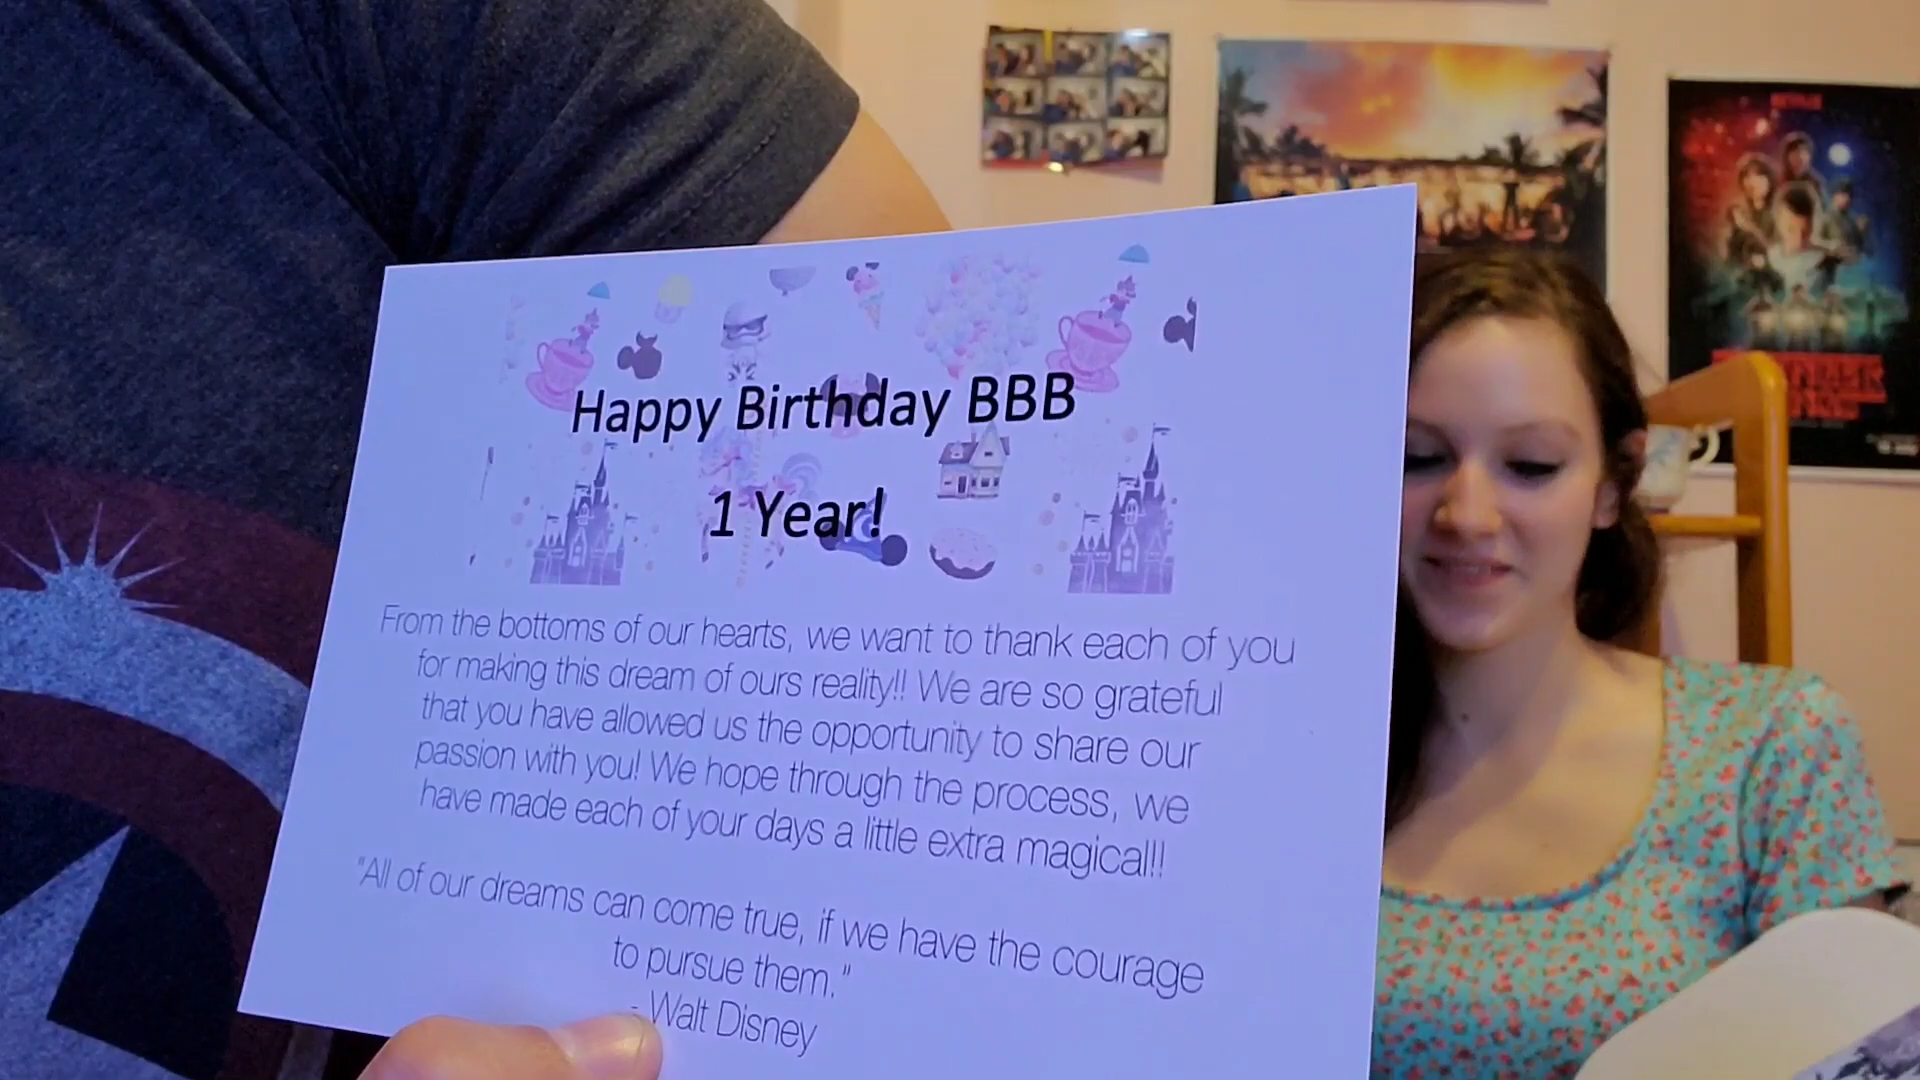 Happy Birthday BBB
1 Year!
From the bottoms of our hearts, we want to thank each of you
for making this dream of ours reality!! We are so grateful
that you have allowed us the opportunity to share our
passion with you! We hope through the process, we
have made each of your days a little extra magical!!
"All of our dreams can come true, if we have the courage
to pursue them."
- Walt Disney
NETFLIX